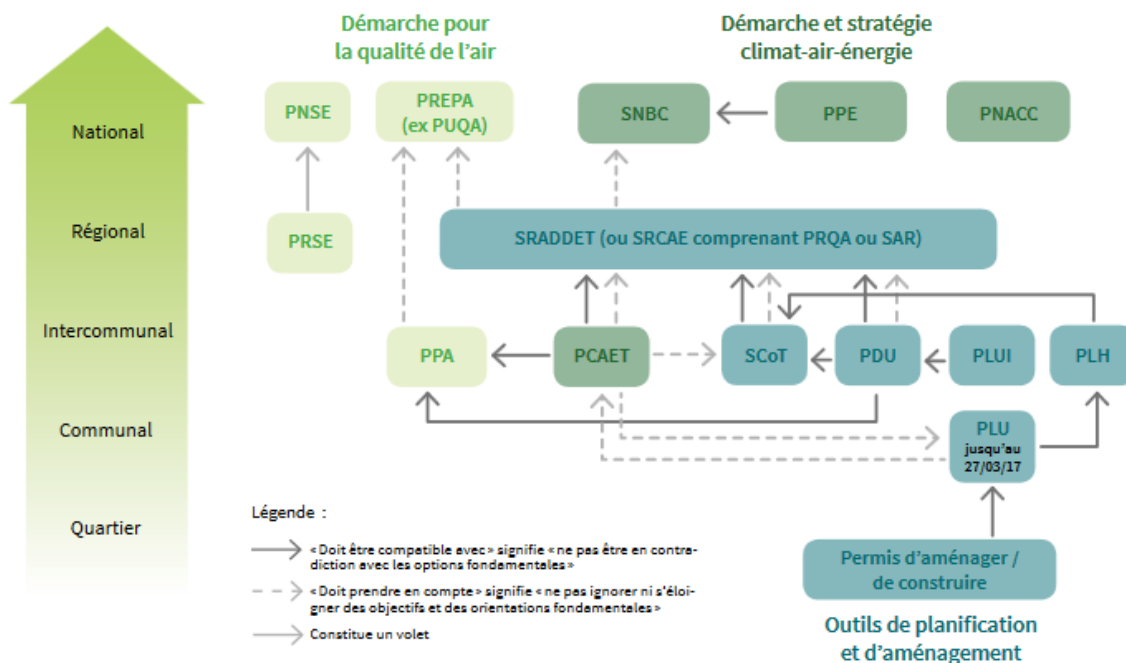 Démarche pour
la qualité de l'air
Démarche et stratégie
climat-air-énergie
National
PNSE
PREPA
(ex PUQA)
SNBC
PPE
PNACC
Régional
PRSE
SRADDET (ou SRCAE comprenant PRQA ou SAR)
Intercommunal
PPA
PCAET
SCoT
PDU
PLUI
PLH
Communal
PLU
jusqu'au
27/03/17
Quartier
Permis d'aménager /
de construire
Outils de planification
et d'aménagement
Légende :
« Doit être compatible avec » signifie « ne pas être en contra-
diction avec les options fondamentales »
« Doit prendre en compte » signifie « ne pas ignorer ni s'éloi-
gner des objectifs et des orientations fondamentales »
Constitue un volet